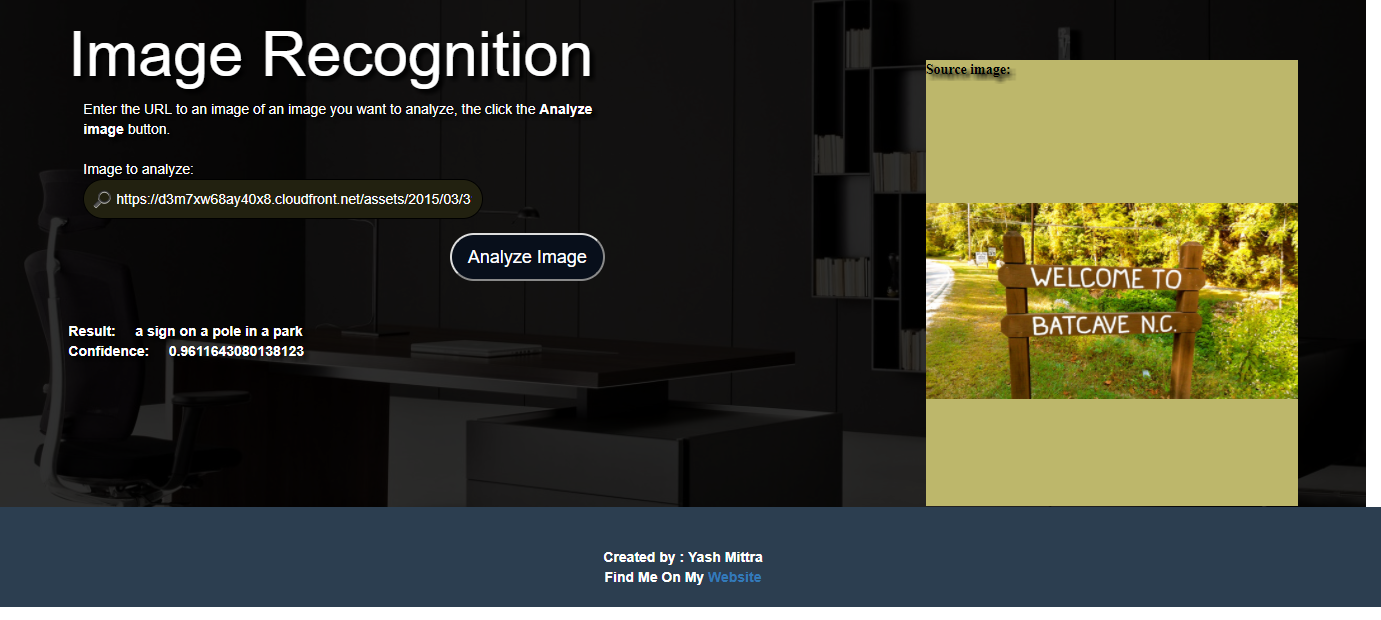 Image Recognition
Enter the URL to an image of an image you want to analyze, the click the Analyze
image button.
Image to analyze:
https://d3m7xw68ay40x8.cloudfront.net/assets/2015/03/3
Analyze Image
Result: a sign on a pole in a park
Confidence: 0.9611643080138123
Source image:
WELCOME TO
BATCAVE N.C.
Created by : Yash Mittra
Find Me On My Website